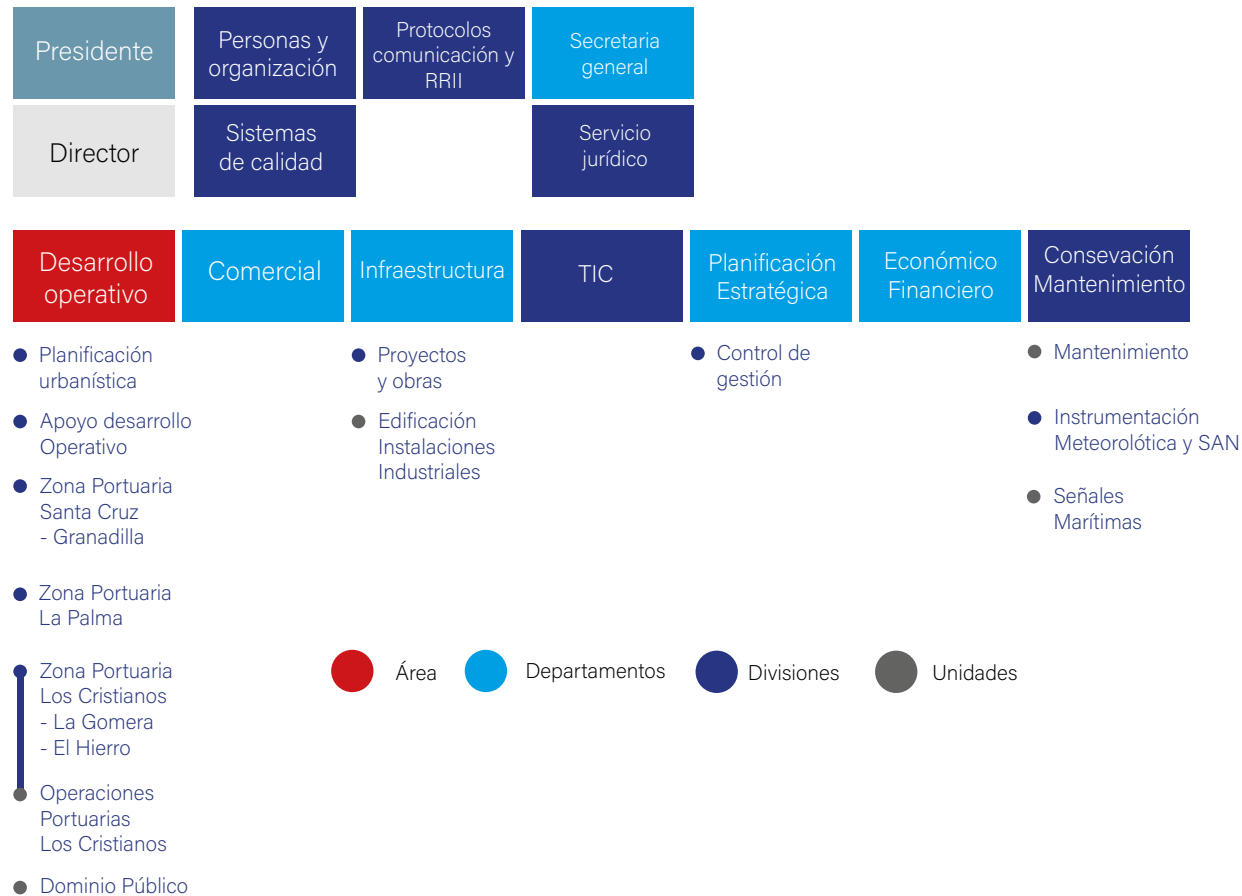 Presidente
Personas y
organización
Protocolos
comunicación y
RRII
Secretaria
general
Director
Sistemas
de calidad
Servicio
jurídico
Desarrollo
operativo
Comercial
Infraestructura
TIC
Planificación
Estratégica
Económico
Financiero
Consevación
Mantenimiento
Planificación
urbanística
Apoyo desarrollo
Operativo
Zona Portuaria
Santa Cruz
- Granadilla
Zona Portuaria
La Palma
Zona Portuaria
Los Cristianos
- La Gomera
- El Hierro
Operaciones
Portuarias
Los Cristianos
Dominio Público
Proyectos
y obras
Edificación
Instalaciones
Industriales
Control de
gestión
Mantenimiento
Instrumentación
Meteorolótica y SAN
Señales
Marítimas
Área
Departamentos
Divisiones
Unidades